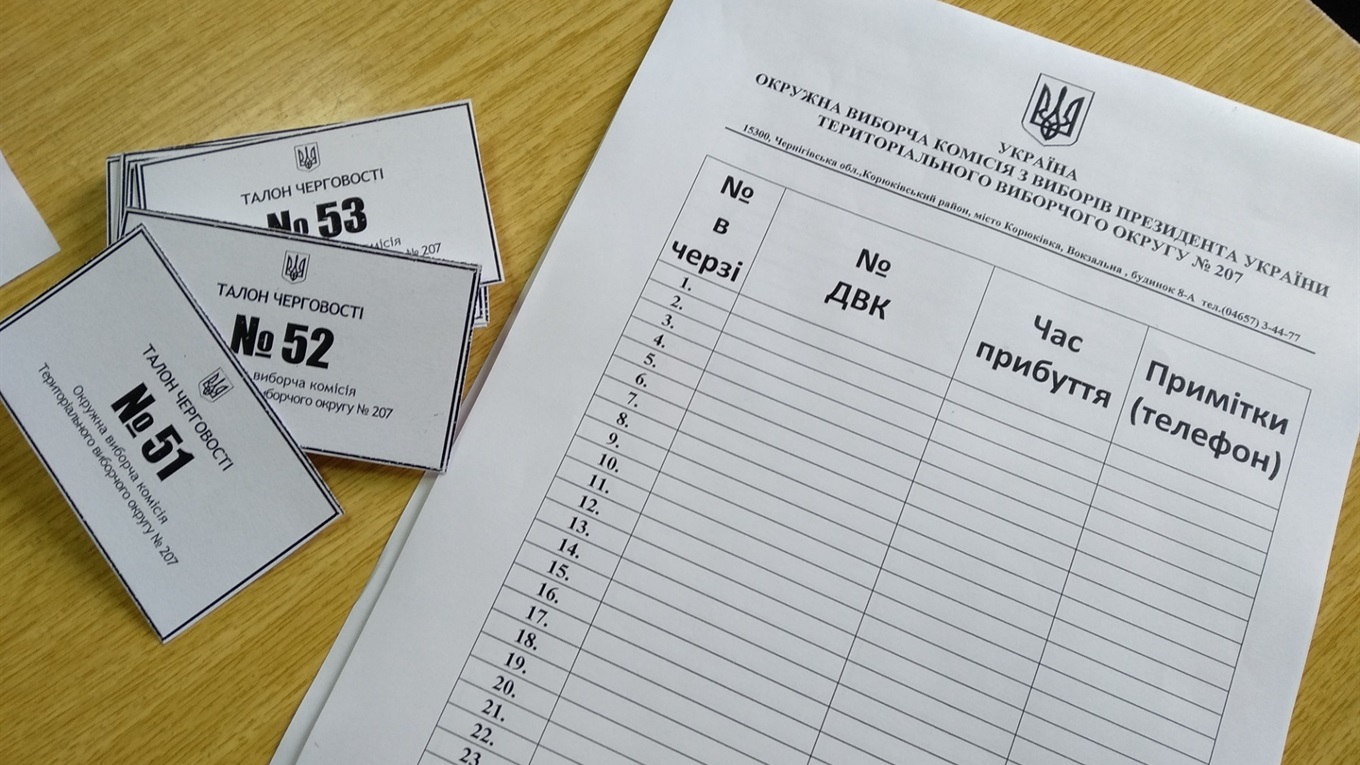 ТАЛОН ЧЕРГОВОСТІ
№ 53
місія
№ 207
ТАЛОН ЧЕРГОВОСТІ
№ 52
виборча комісія
виборчого округу № 207
ТАЛОН ЧЕРГОВОСТІ
№ 51
Окружна виборча комісія
Територіального виборчого округу № 207
УКРАЇНА
ОКРУЖНА ВИБОРЧА КОМІСІЯ З ВИБОРІВ ПРЕЗИДЕНТА УКРАЇНИ
ТЕРИТОРІАЛЬНОГО ВИБОРЧОГО ОКРУГУ № 207
15300, Чернігівська обл.,Корюківський район, місто Корюківка, Вокзальна , будинок 8-А тел.(04657) 3-44-77
№
в
черзі
№
ДВК
Час
прибуття
Примітки
(телефон)
1.
2.
3.
4.
5.
6.
7.
8.
9.
10.
11.
12.
13.
14.
15.
16.
17.
18.
19.
20.
21.
22.
23.